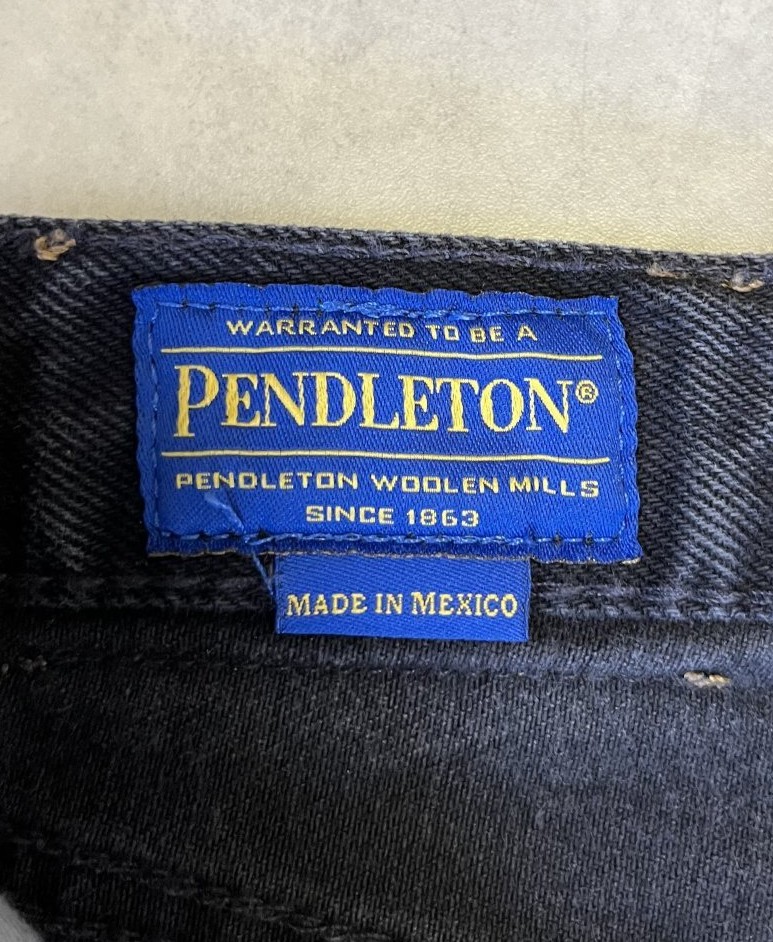 WARRANTED TO BE A
PENDLETON®
PENDLETON WOOLEN MILLS
SINCE 1863
MADE IN MEXICO